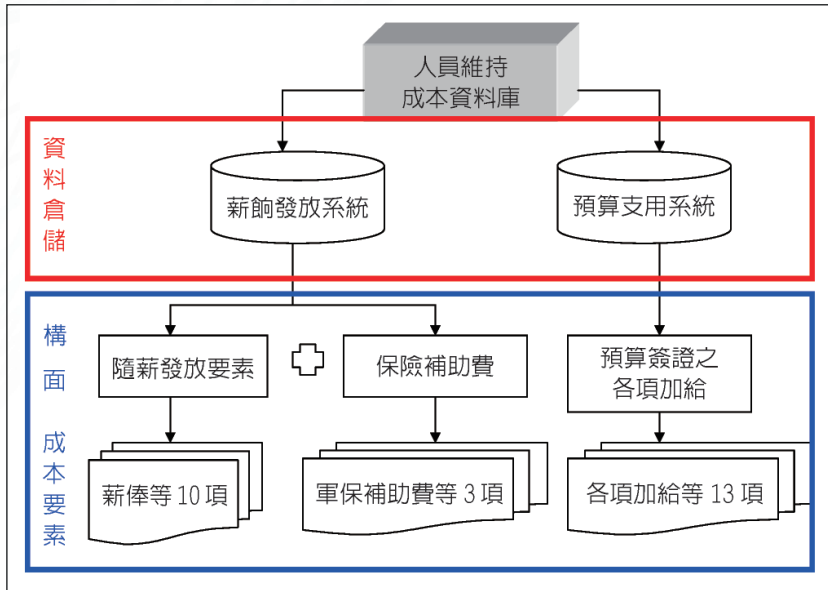 人員維持
成本資料庫
資料倉儲
薪餉發放系統
預算支用系統
構面
隨薪發放要素
保險補助費
預算簽證之
各項加給
成本要素
薪俸等 10 項
軍保補助費等 3 項
各項加給等 13 項